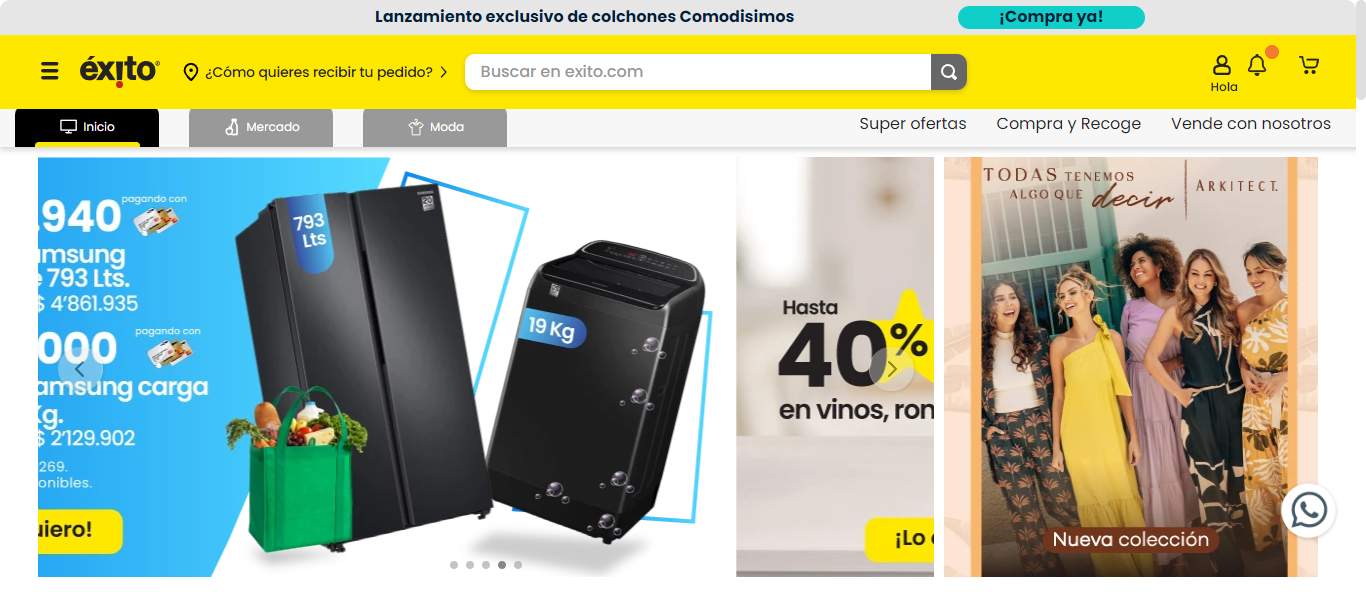 Lanzamiento exclusivo de colchones Comodisimos
¡Compra ya!
éxito
¿Cómo quieres recibir tu pedido?
Buscar en exito.com
Hola
Inicio
Mercado
Moda
Super ofertas
Compra y Recoge
Vende con nosotros
.940 pagando con
amsung
e 793 Lts.
$ 4'861.935
000 pagando con
amsung carga
Kg.
$ 2'129.902
269.
onibles.
uiero!
793
Lts
19 Kg
Hasta
40%
en vinos, ron
¡Lo
TODAS TENEMOS
ALGO QUE decir
ARKITECT.
Nueva colección